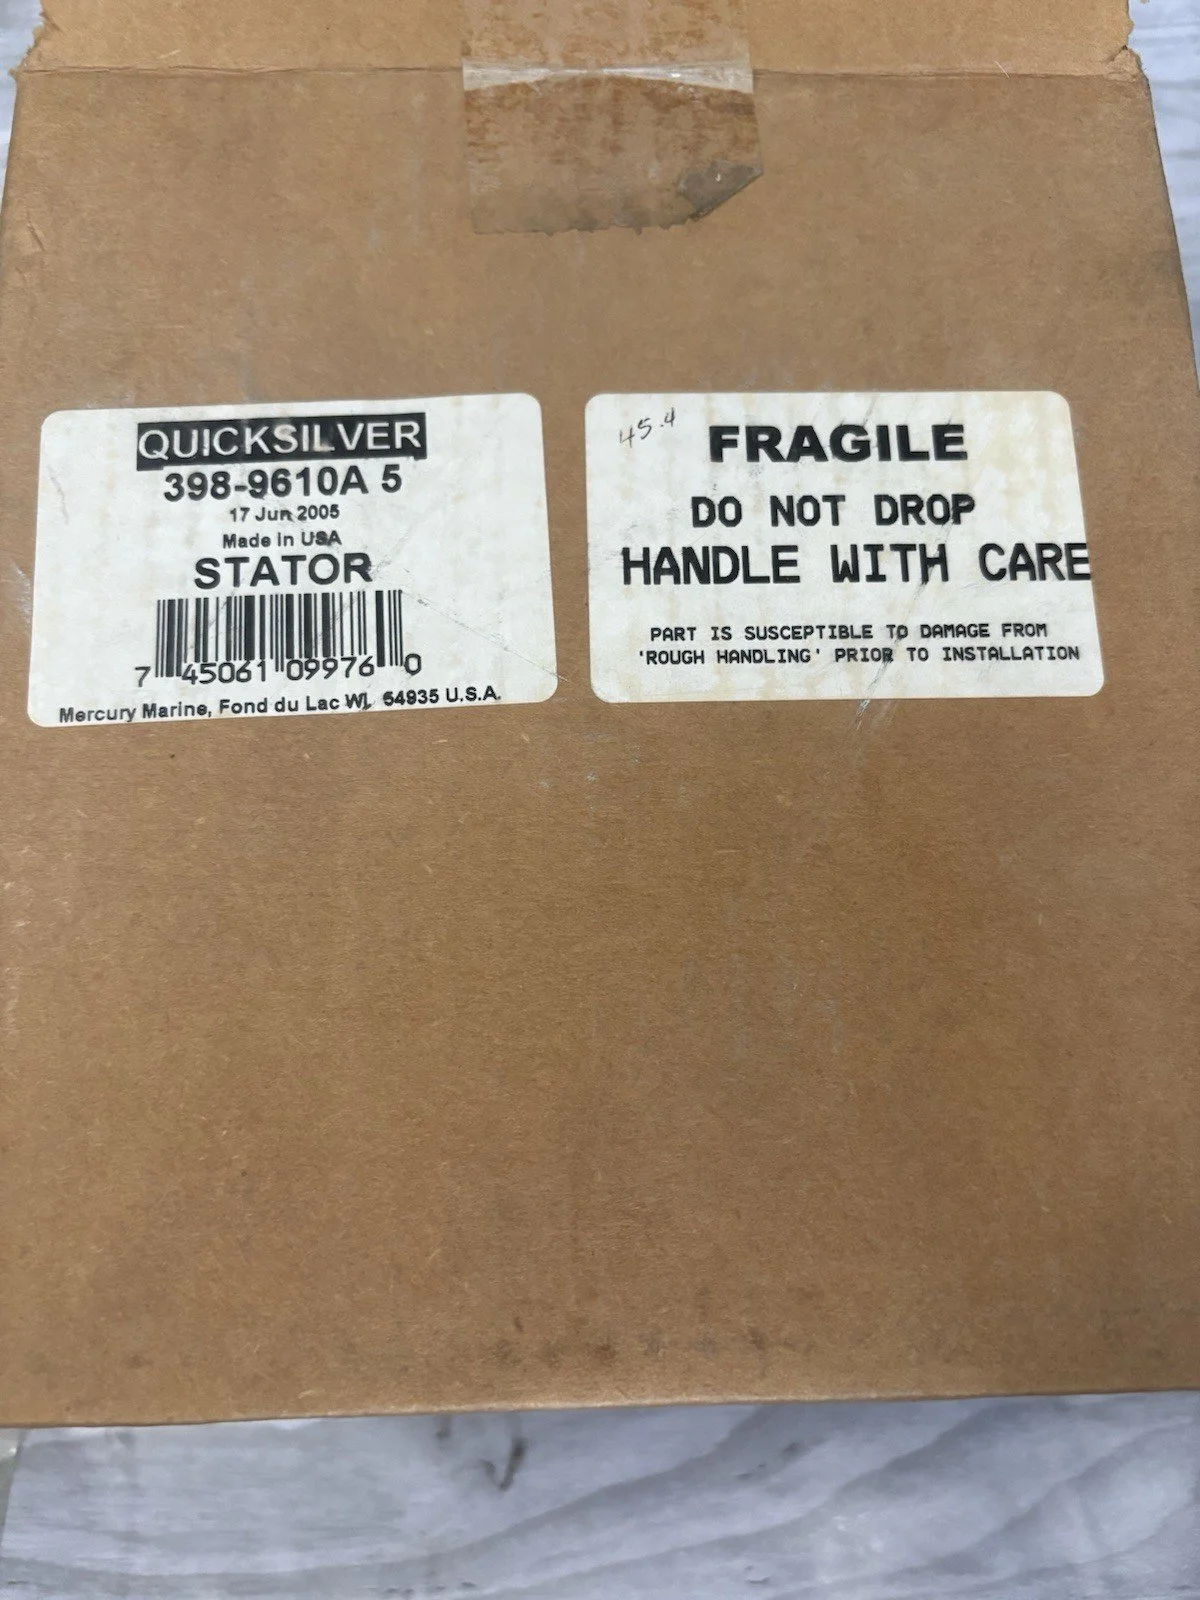 QUICKSILVER
398-9610A 5
17 Jun 2005
Made in USA
STATOR
7 45061 09976 0
Mercury Marine, Fond du Lac WI, 54935 U.S.A.
45.4
FRAGILE
DO NOT DROP
HANDLE WITH CARE
PART IS SUSCEPTIBLE TO DAMAGE FROM
'ROUGH HANDLING' PRIOR TO INSTALLATION